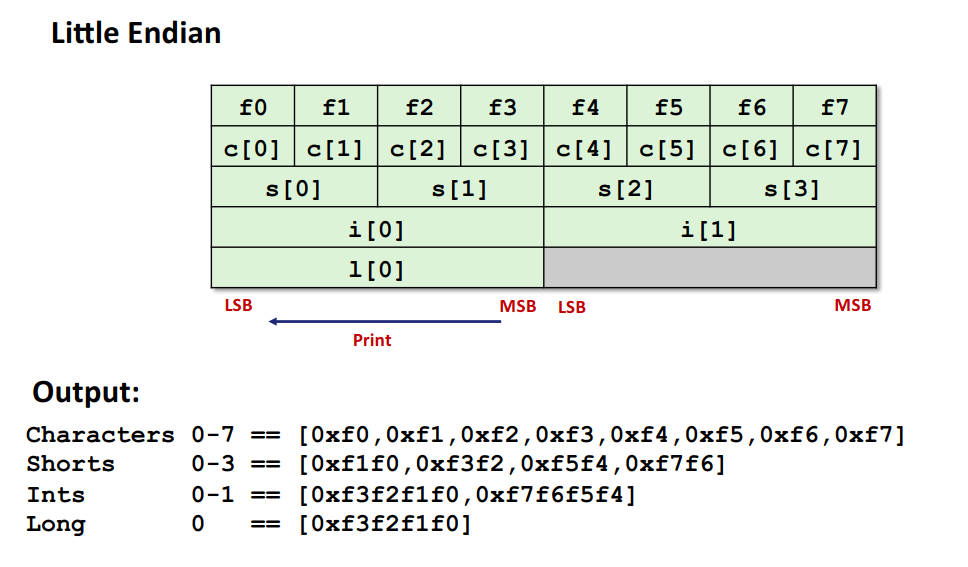 Little Endian
f0 f1 f2 f3 f4 f5 f6 f7
c[0] c[1] c[2] c[3] c[4] c[5] c[6] c[7]
s[0] s[1] s[2] s[3]
i[0] i[1]
l[0]
LSB MSB LSB MSB
Print
Output:
Characters 0-7 == [0xf0,0xf1,0xf2,0xf3,0xf4,0xf5,0xf6,0xf7]
Shorts 0-3 == [0xf1f0,0xf3f2,0xf5f4,0xf7f6]
Ints 0-1 == [0xf3f2f1f0,0xf7f6f5f4]
Long 0 == [0xf3f2f1f0]